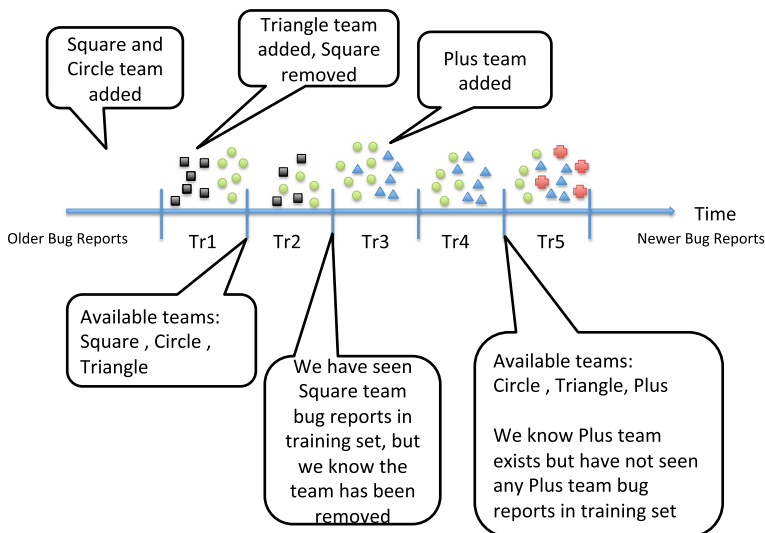 Square and
Circle team
added
Triangle team
added, Square
removed
Plus team
added
Time
Older Bug Reports
Tr1
Tr2
Tr3
Tr4
Tr5
Newer Bug Reports
Available teams:
Square , Circle ,
Triangle
We have seen
Square team
bug reports in
training set, but
we know the
team has been
removed
Available teams:
Circle , Triangle, Plus
We know Plus team
exists but have not seen
any Plus team bug
reports in training set